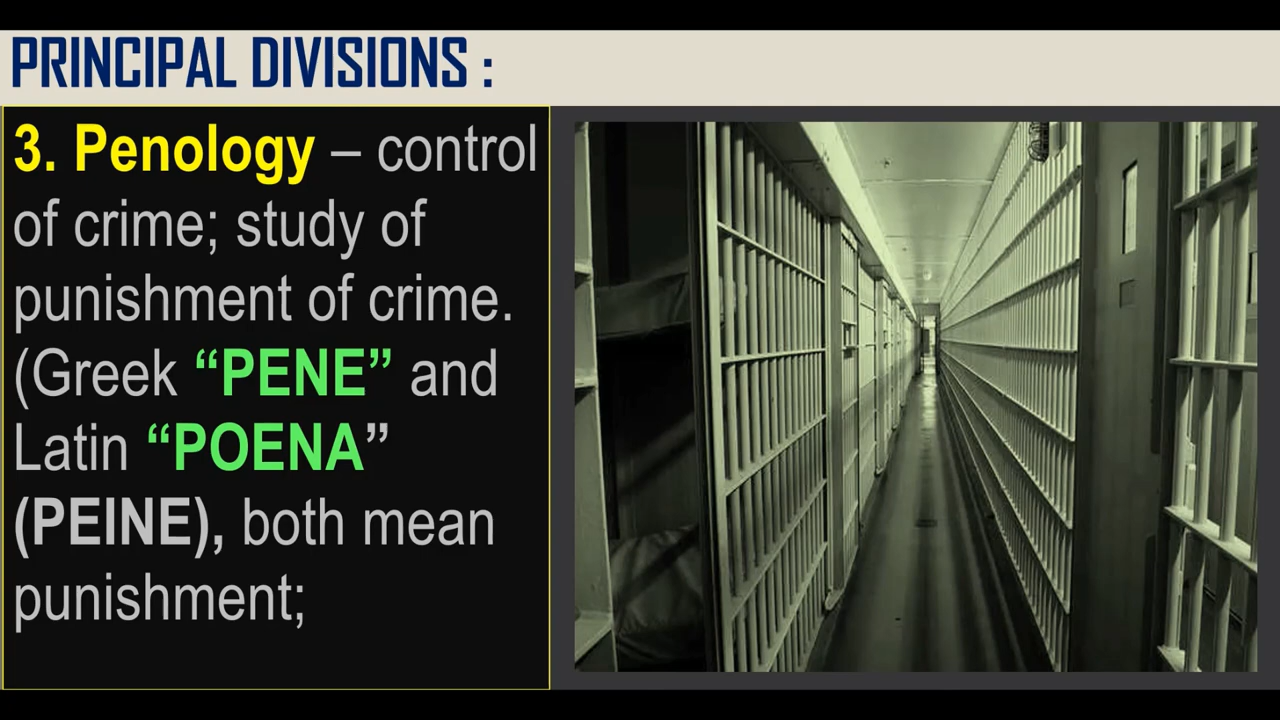 PRINCIPAL DIVISIONS :
3. Penology – control
of crime; study of
punishment of crime.
(Greek “PENE” and
Latin “POENA”
(PEINE), both mean
punishment;